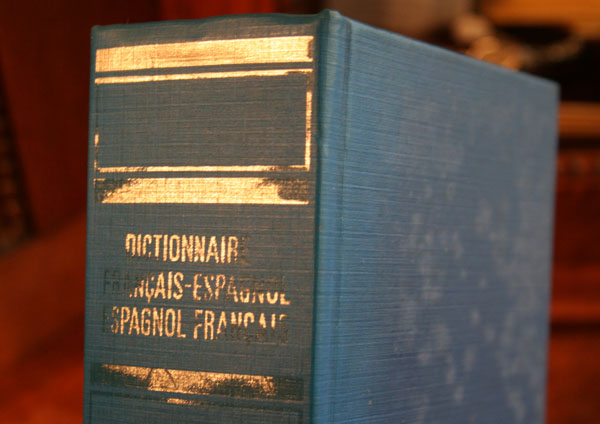 DICTIONNAIRE
FRANÇAIS-ESPAGNOL
ESPAGNOL FRANÇAIS